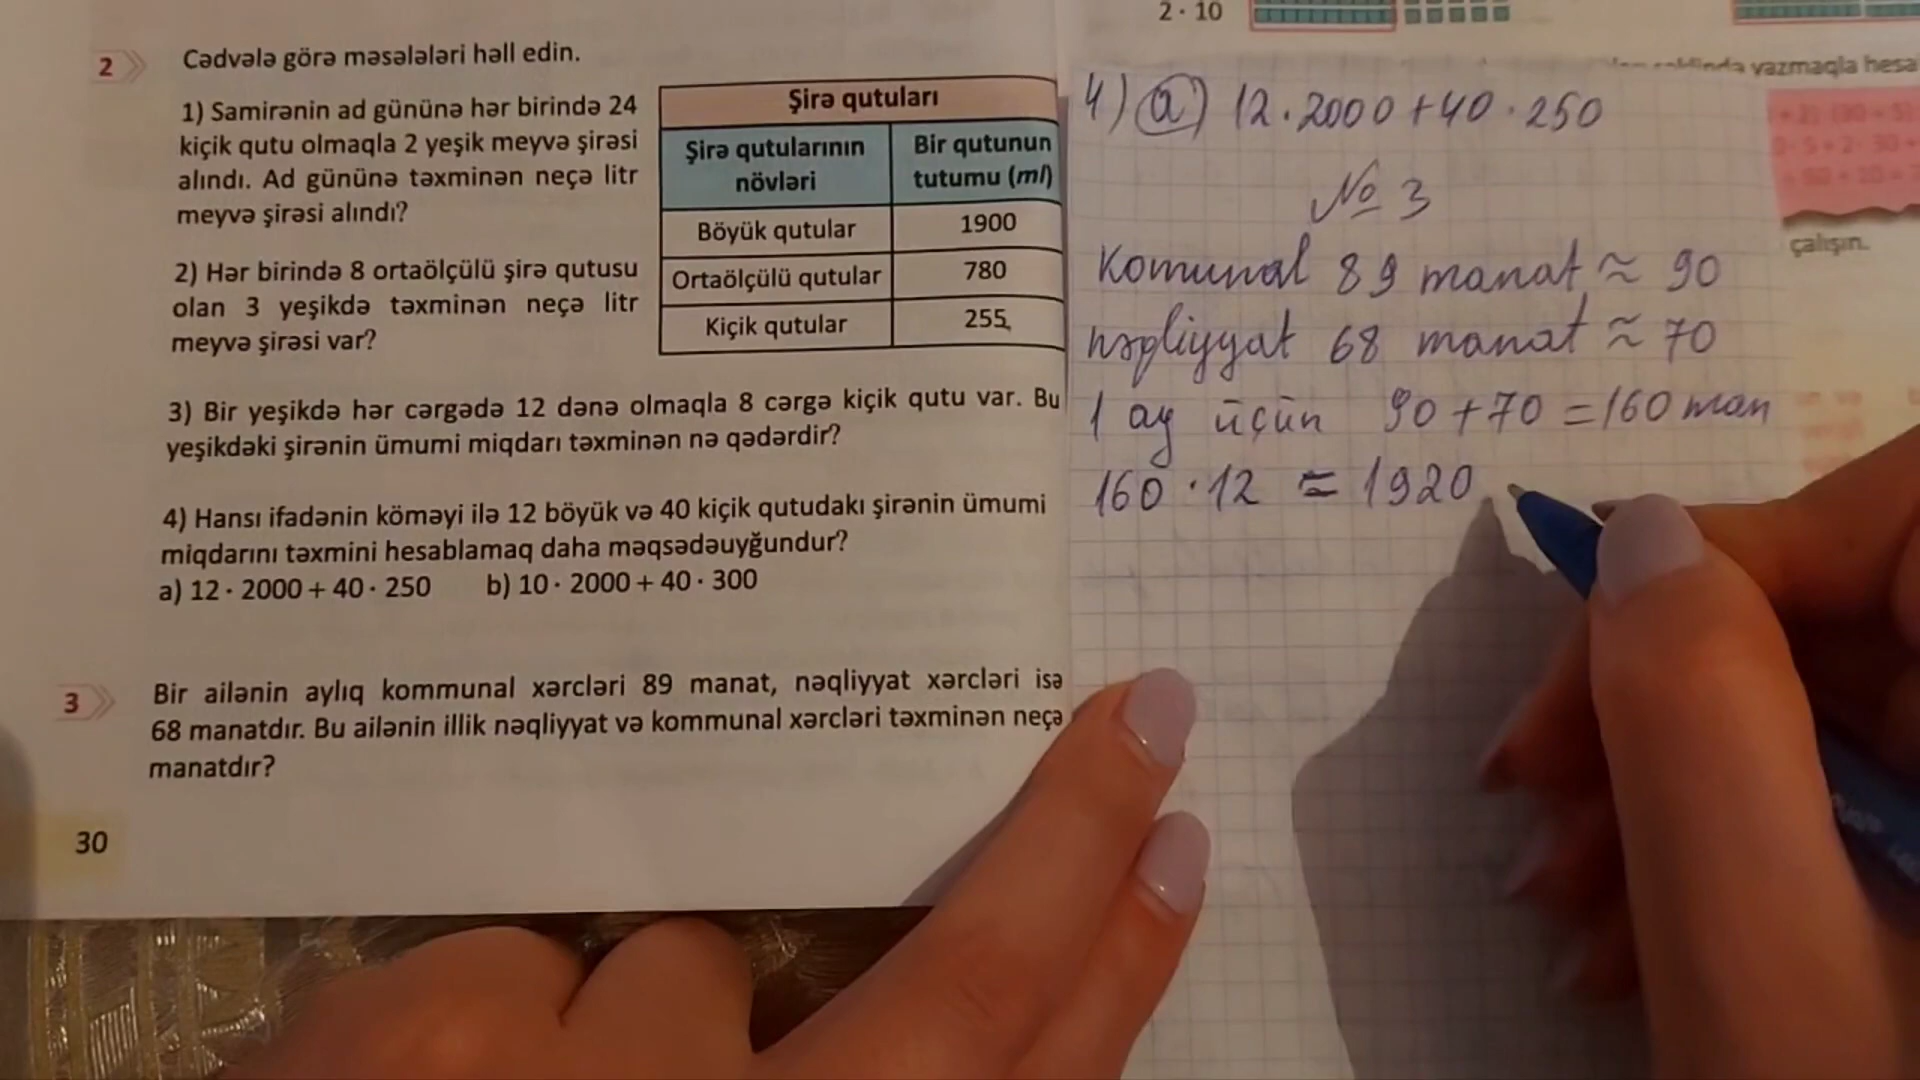 2 · 10
2 Cədvələ görə məsələləri həll edin.
1) Samirənin ad gününə hər birində 24
kiçik qutu olmaqla 2 yeşik meyvə şirəsi
alındı. Ad gününə təxminən neçə litr
meyvə şirəsi alındı?
2) Hər birində 8 ortaölçülü şirə qutusu
olan 3 yeşikdə təxminən neçə litr
meyvə şirəsi var?
Şirə qutuları
Şirə qutularının növləri
Bir qutunun tutumu (ml)
Böyük qutular 1900
Ortaölçülü qutular 780
Kiçik qutular 255
3) Bir yeşikdə hər cərgədə 12 dənə olmaqla 8 cərgə kiçik qutu var. Bu
yeşikdəki şirənin ümumi miqdarı təxminən nə qədərdir?
4) Hansı ifadənin köməyi ilə 12 böyük və 40 kiçik qutudakı şirənin ümumi
miqdarını təxmini hesablamaq daha məqsədəuyğundur?
a) 12 · 2000 + 40 · 250 b) 10 · 2000 + 40 · 300
3 Bir ailənin aylıq kommunal xərcləri 89 manat, nəqliyyat xərcləri isə
68 manatdır. Bu ailənin illik nəqliyyat və kommunal xərcləri təxminən neçə
manatdır?
30
yazmaqla hesa
çalışın.
4) a) 12 · 2000 + 40 · 250
№ 3
Komunal 89 manat ≈ 90
nəqliyyat 68 manat ≈ 70
1 ay üçün 90 + 70 = 160 man
160 · 12 ≈ 1920